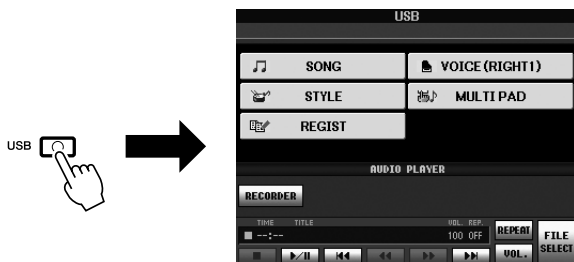 USB
USB
SONG
VOICE(RIGHT1)
STYLE
MULTI PAD
REGIST
AUDIO PLAYER
RECORDER
TIME TITLE VOL. REP.
--:-- 100 OFF
REPEAT
VOL.
FILE
SELECT